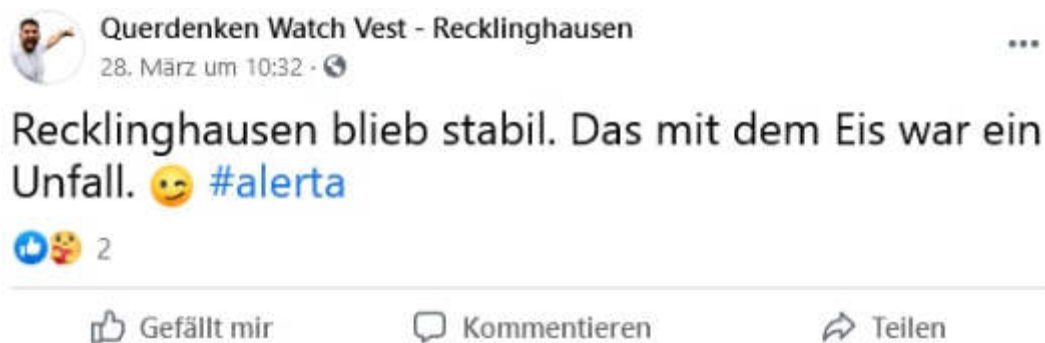 Querdenken Watch Vest - Recklinghausen
28. März um 10:32 ·
Recklinghausen blieb stabil. Das mit dem Eis war ein
Unfall. 😉 #alerta
2
Gefällt mir Kommentieren Teilen